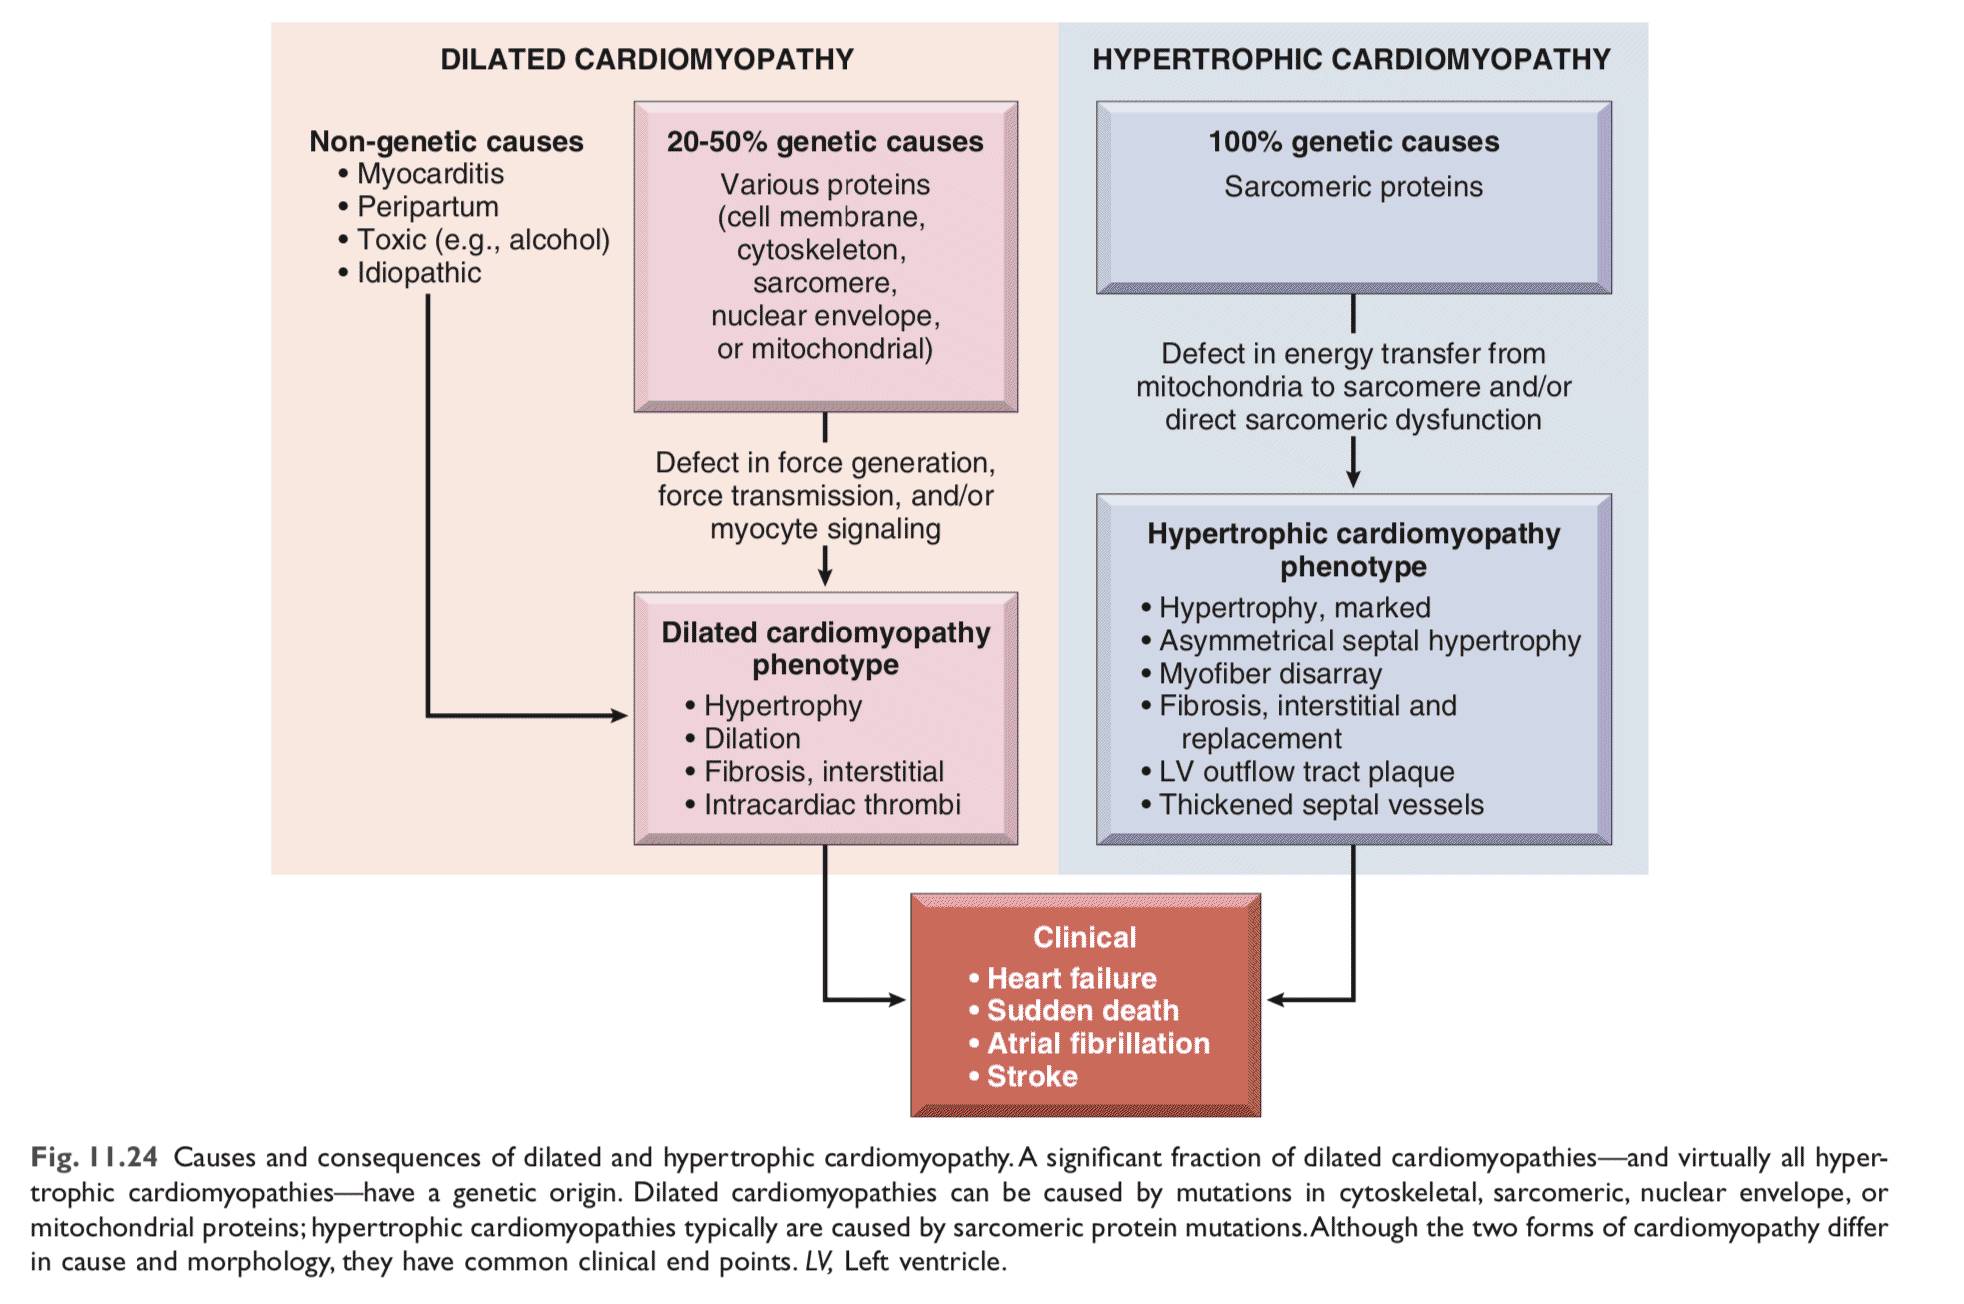 DILATED CARDIOMYOPATHY
Non-genetic causes
• Myocarditis
• Peripartum
• Toxic (e.g., alcohol)
• Idiopathic
20-50% genetic causes
Various proteins
(cell membrane,
cytoskeleton,
sarcomere,
nuclear envelope,
or mitochondrial)
Defect in force generation,
force transmission, and/or
myocyte signaling
Dilated cardiomyopathy
phenotype
• Hypertrophy
• Dilation
• Fibrosis, interstitial
• Intracardiac thrombi
HYPERTROPHIC CARDIOMYOPATHY
100% genetic causes
Sarcomeric proteins
Defect in energy transfer from
mitochondria to sarcomere and/or
direct sarcomeric dysfunction
Hypertrophic cardiomyopathy
phenotype
• Hypertrophy, marked
• Asymmetrical septal hypertrophy
• Myofiber disarray
• Fibrosis, interstitial and
replacement
• LV outflow tract plaque
• Thickened septal vessels
Clinical
• Heart failure
• Sudden death
• Atrial fibrillation
• Stroke
Fig. 11.24 Causes and consequences of dilated and hypertrophic cardiomyopathy. A significant fraction of dilated cardiomyopathies—and virtually all hyper-
trophic cardiomyopathies—have a genetic origin. Dilated cardiomyopathies can be caused by mutations in cytoskeletal, sarcomeric, nuclear envelope, or
mitochondrial proteins; hypertrophic cardiomyopathies typically are caused by sarcomeric protein mutations. Although the two forms of cardiomyopathy differ
in cause and morphology, they have common clinical end points. LV, Left ventricle.